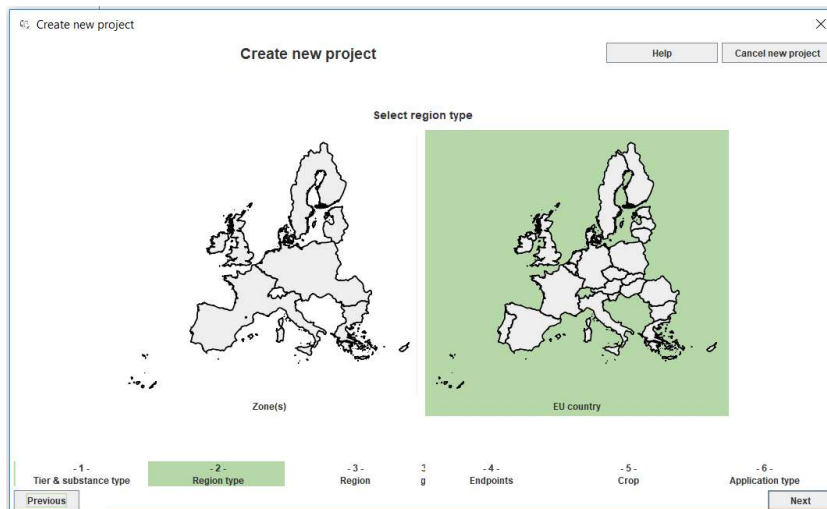 Create new project
Create new project
Help
Cancel new project
Select region type
Zone(s)
EU country
- 1 -
Tier & substance type
- 2 -
Region type
- 3 -
Region
3
g
- 4 -
Endpoints
- 5 -
Crop
- 6 -
Application type
Previous
Next